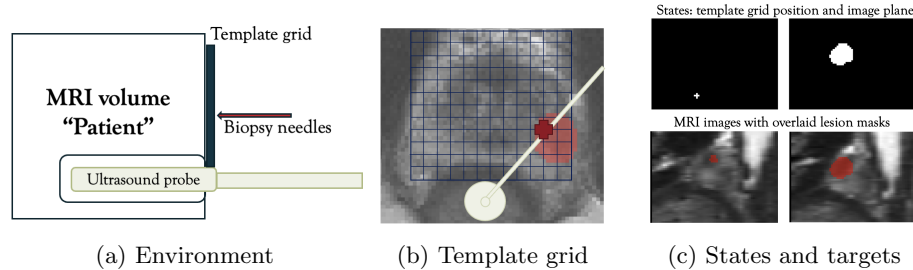 States: template grid position and image plane
Template grid
MRI volume
“Patient”
Biopsy needles
MRI images with overlaid lesion masks
Ultrasound probe
(a) Environment
(b) Template grid
(c) States and targets